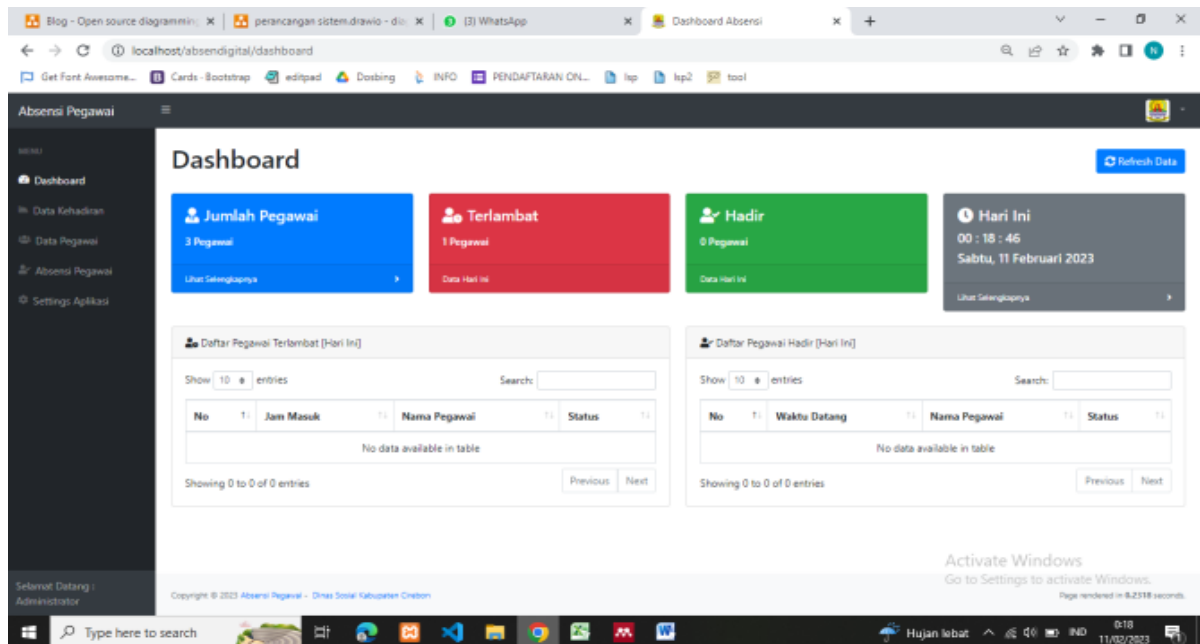 Blog - Open source diagramming
perancangan sistem.drawio - dia
(3) WhatsApp
Dashboard Absensi
localhost/absendigital/dashboard
N
Get Font Awesome...
Cards · Bootstrap
editpad
Dosbing
INFO
PENDAFTARAN ON...
lsp
lsp2
tool
Absensi Pegawai
MENU
Dashboard
Data Kehadiran
Data Pegawai
Absensi Pegawai
Settings Aplikasi
Selamat Datang :
Administrator
Dashboard
Refresh Data
Jumlah Pegawai
3 Pegawai
Lihat Selengkapnya
Terlambat
1 Pegawai
Data Hari Ini
Hadir
0 Pegawai
Data Hari Ini
Hari Ini
00 : 18 : 46
Sabtu, 11 Februari 2023
Lihat Selengkapnya
Daftar Pegawai Terlambat [Hari Ini]
Show 10 entries
Search:
No Jam Masuk Nama Pegawai Status
No data available in table
Showing 0 to 0 of 0 entries
Previous Next
Daftar Pegawai Hadir [Hari Ini]
Show 10 entries
Search:
No Waktu Datang Nama Pegawai Status
No data available in table
Showing 0 to 0 of 0 entries
Previous Next
Activate Windows
Go to Settings to activate Windows.
Copyright © 2023 Absensi Pegawai - Dinas Sosial Kabupaten Cirebon
Page rendered in 0.2318 seconds.
Type here to search
Hujan lebat
IND
0:18
11/02/2023